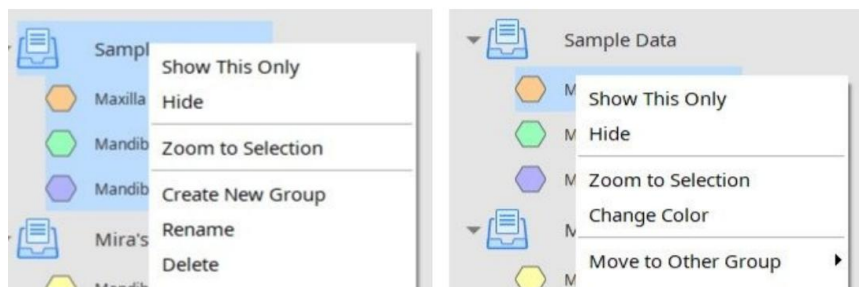 Sampl
Show This Only
Maxilla
Hide
Mandib
Zoom to Selection
Mandib
Create New Group
Mira's
Rename
Delete
Sample Data
M
Show This Only
Hide
M
M
Zoom to Selection
Change Color
M
Move to Other Group
M